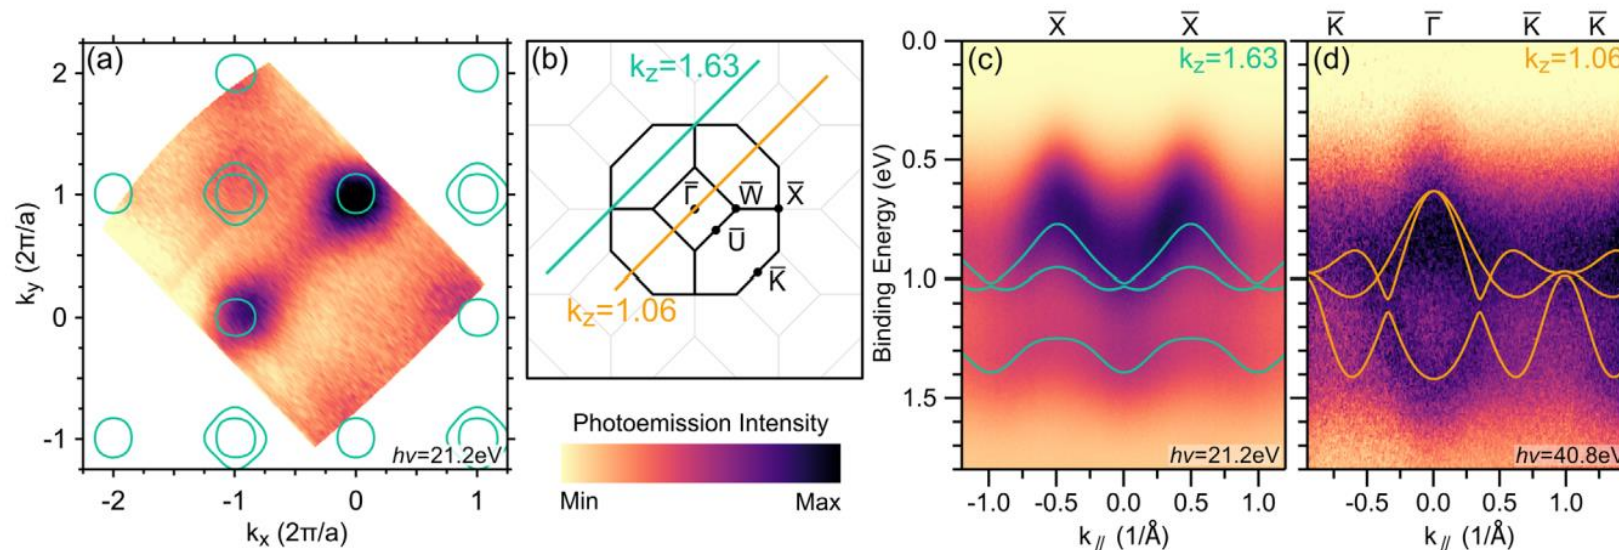 (a)
2
1
0
-1
k_y (2π/a)
-2
-1
0
1
k_x (2π/a)
hν=21.2eV
(b)
k_z=1.63
Γ̅
W̅
X̅
U̅
K̅
k_z=1.06
Photoemission Intensity
Min
Max
X̅
X̅
(c)
k_z=1.63
0.0
0.5
1.0
1.5
Binding Energy (eV)
hν=21.2eV
-1.0
-0.5
0.0
0.5
1.0
k_// (1/Å)
K̅
Γ̅
K̅
K̅
(d)
k_z=1.06
hν=40.8eV
-0.5
0.0
0.5
1.0
k_// (1/Å)